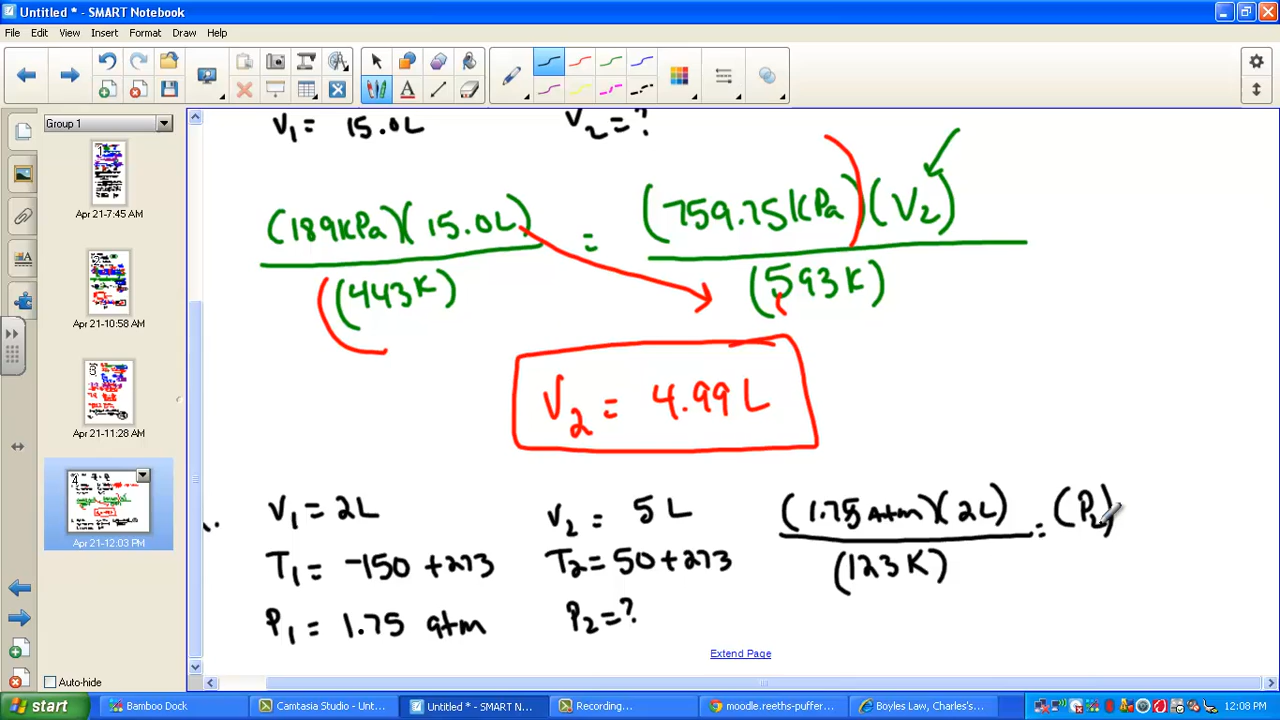 Untitled * - SMART Notebook
File Edit View Insert Format Draw Help
Group 1
Apr 21-7:45 AM
Apr 21-10:58 AM
Apr 21-11:28 AM
Apr 21-12:03 PM
Auto-hide
V1 = 15.0L V2 = ?
(189KPa)(15.0L) = (759.75KPa)(V2)
(443K) (593K)
V2 = 4.99 L
V1 = 2L V2 = 5L (1.75 Atm)(2L) = (P2)
T1 = -150 +273 T2 = 50+273 (123K)
P1 = 1.75 atm P2 = ?
Extend Page
start Bamboo Dock Camtasia Studio - Unt... Untitled * - SMART N... Recording... moodle.reeths-puffer... Boyles Law, Charles's... 12:08 PM